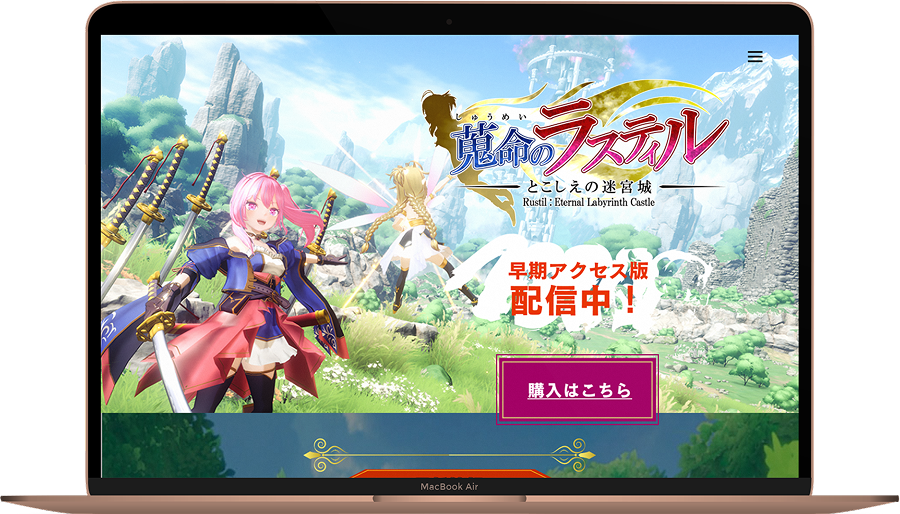 しゅうめい
蒐命のラスティル
とこしえの迷宮城
Rustil : Eternal Labyrinth Castle
早期アクセス版
配信中！
購入はこちら
MacBook Air